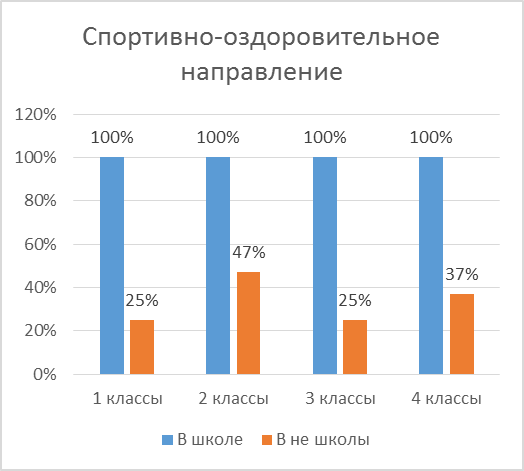 Спортивно-оздоровительное
направление
120%
100%
80%
60%
40%
20%
0%
100% 100% 100% 100%
25% 47% 25% 37%
1 классы 2 классы 3 классы 4 классы
В школе В не школы